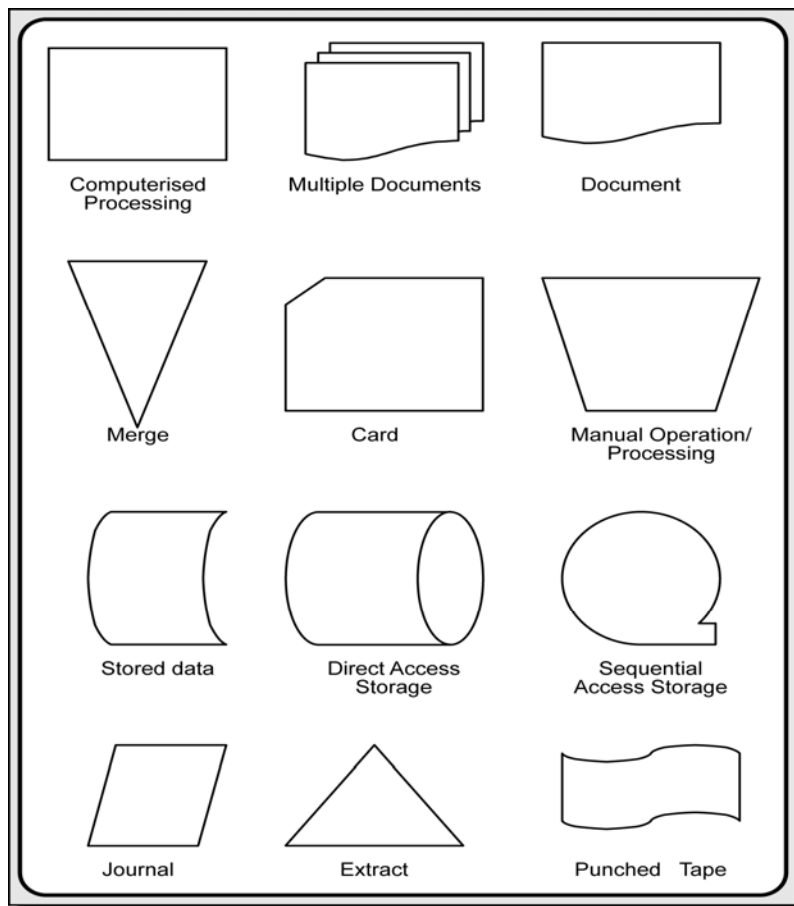 Computerised
Processing
Multiple Documents
Document
Merge
Card
Manual Operation/
Processing
Stored data
Direct Access
Storage
Sequential
Access Storage
Journal
Extract
Punched Tape